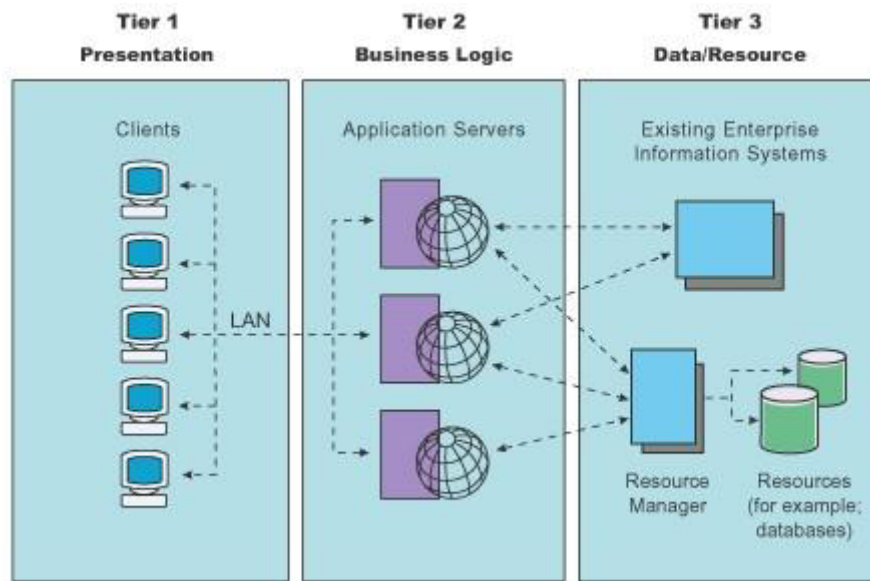 Tier 1
Presentation
Tier 2
Business Logic
Tier 3
Data/Resource
Clients
Application Servers
Existing Enterprise
Information Systems
LAN
Resource
Manager
Resources
(for example;
databases)